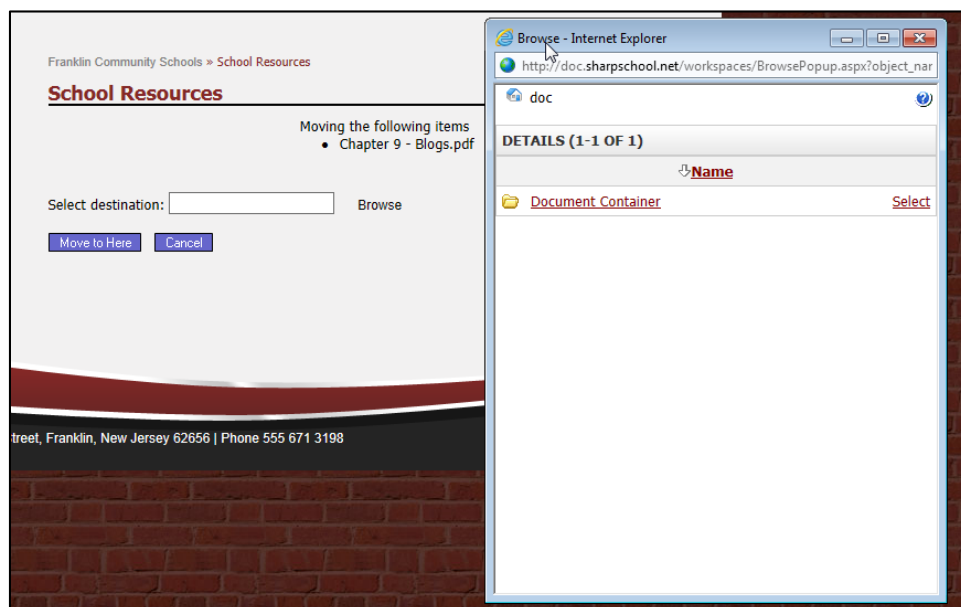 Franklin Community Schools » School Resources
School Resources
Moving the following items
• Chapter 9 - Blogs.pdf
Select destination: Browse
Move to Here Cancel
treet, Franklin, New Jersey 62656 | Phone 555 671 3198
Browse - Internet Explorer
http://doc.sharpschool.net/workspaces/BrowsePopup.aspx?object_nar
doc
DETAILS (1-1 OF 1)
Name
Document Container Select